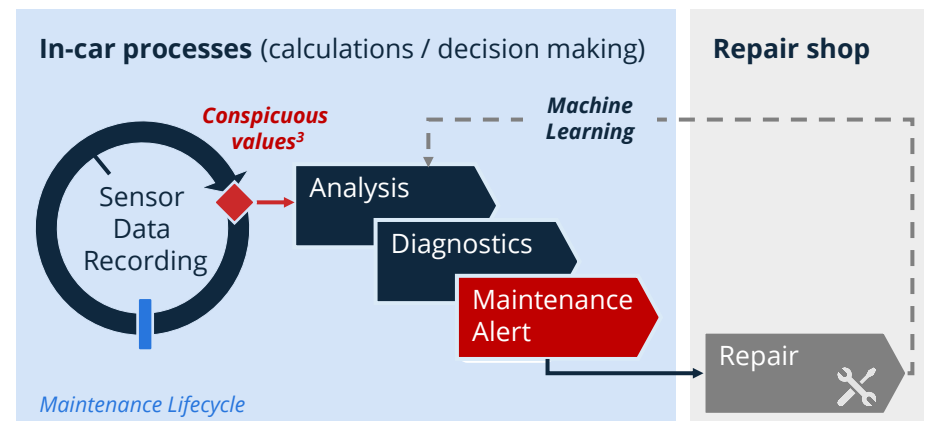 In-car processes (calculations / decision making)
Repair shop
Conspicuous
values³
Machine
Learning
Sensor
Data
Recording
Analysis
Diagnostics
Maintenance
Alert
Repair
Maintenance Lifecycle